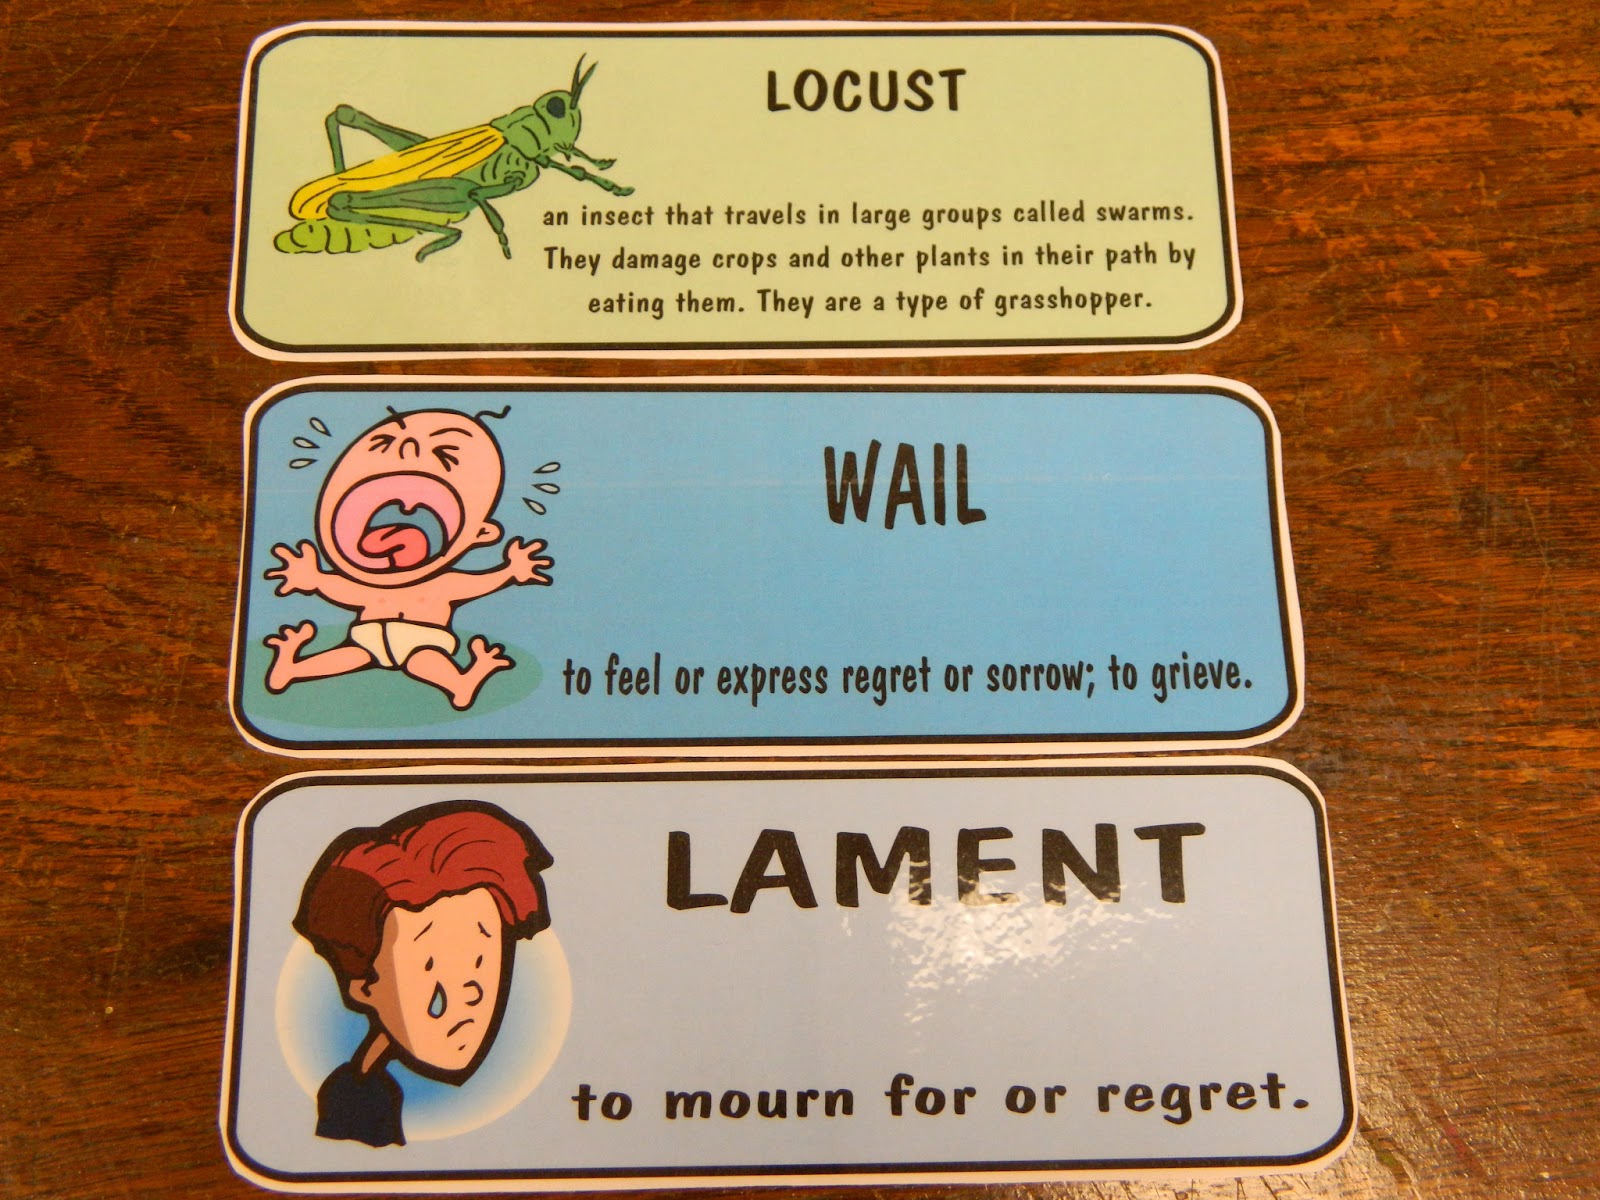 LOCUST
an insect that travels in large groups called swarms.
They damage crops and other plants in their path by
eating them. They are a type of grasshopper.
WAIL
to feel or express regret or sorrow; to grieve.
LAMENT
to mourn for or regret.